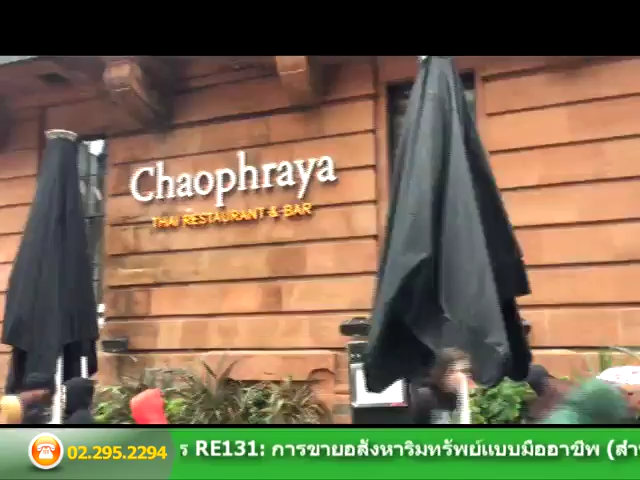 Chaophraya
THAI RESTAURANT & BAR
02.295.2294 ร RE131: การขายอสังหาริมทรัพย์แบบมืออาชีพ (สำ